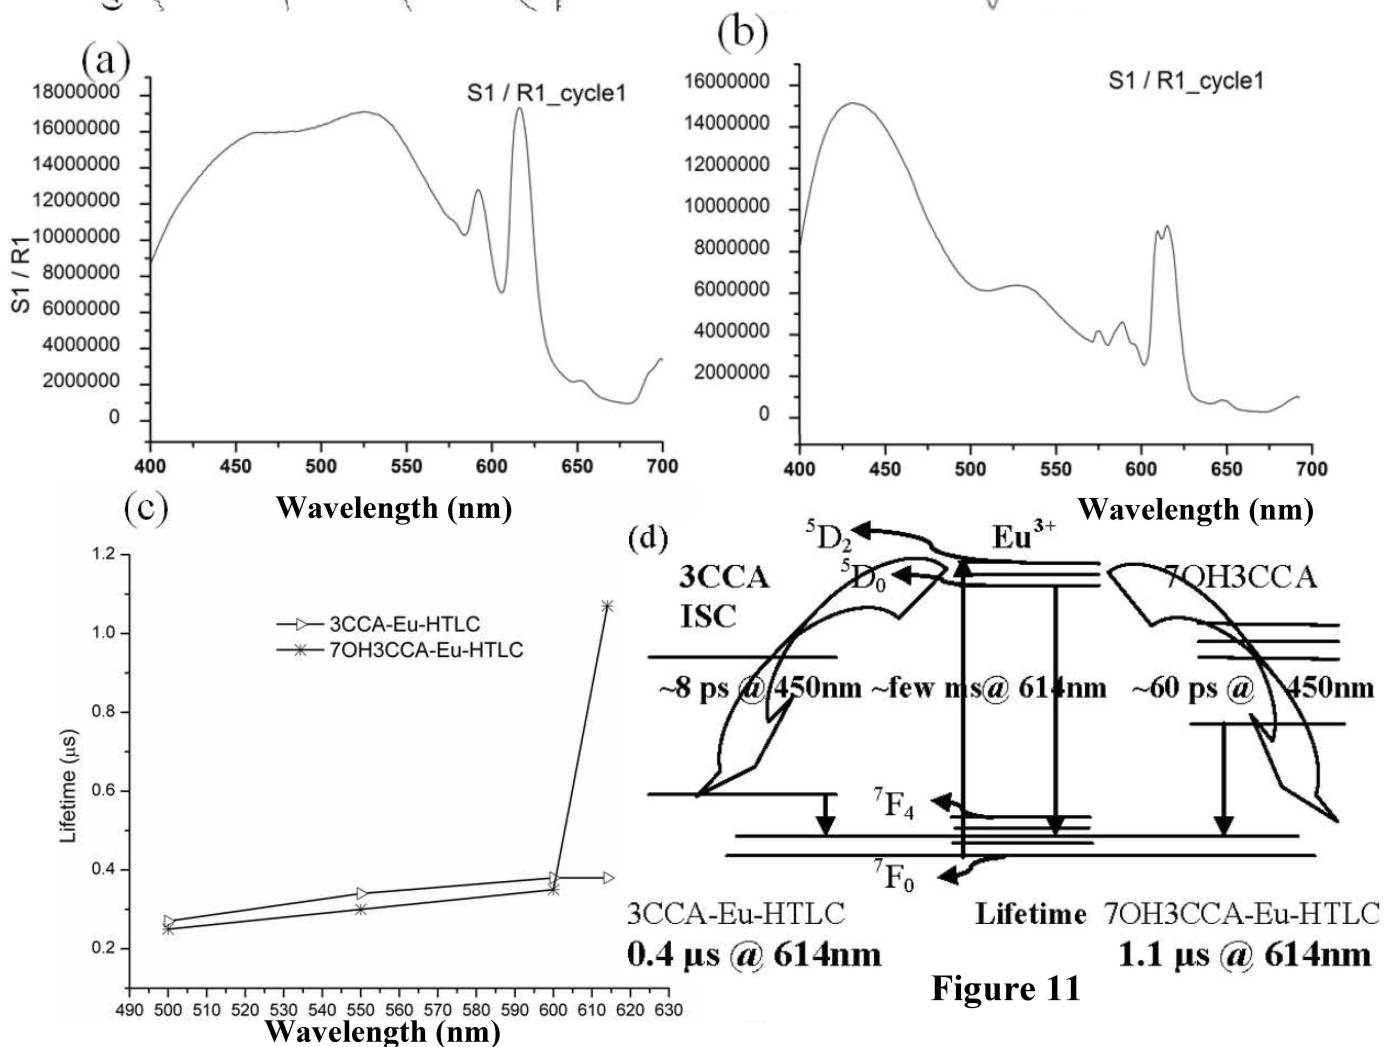 (a)
S1 / R1_cycle1
18000000
16000000
14000000
12000000
10000000
8000000
6000000
4000000
2000000
0
S1 / R1
400 450 500 550 600 650 700
Wavelength (nm)
(b)
S1 / R1_cycle1
16000000
14000000
12000000
10000000
8000000
6000000
4000000
2000000
0
400 450 500 550 600 650 700
Wavelength (nm)
(c)
1.2
1.0
0.8
0.6
0.4
0.2
Lifetime (μs)
3CCA-Eu-HTLC
7OH3CCA-Eu-HTLC
490 500 510 520 530 540 550 560 570 580 590 600 610 620 630
Wavelength (nm)
(d)
⁵D₂
Eu³⁺
3CCA
⁵D₀
7OH3CCA
ISC
~8 ps @ 450nm ~few ms@ 614nm ~60 ps @ 450nm
⁷F₄
⁷F₀
3CCA-Eu-HTLC Lifetime 7OH3CCA-Eu-HTLC
0.4 μs @ 614nm 1.1 μs @ 614nm
Figure 11